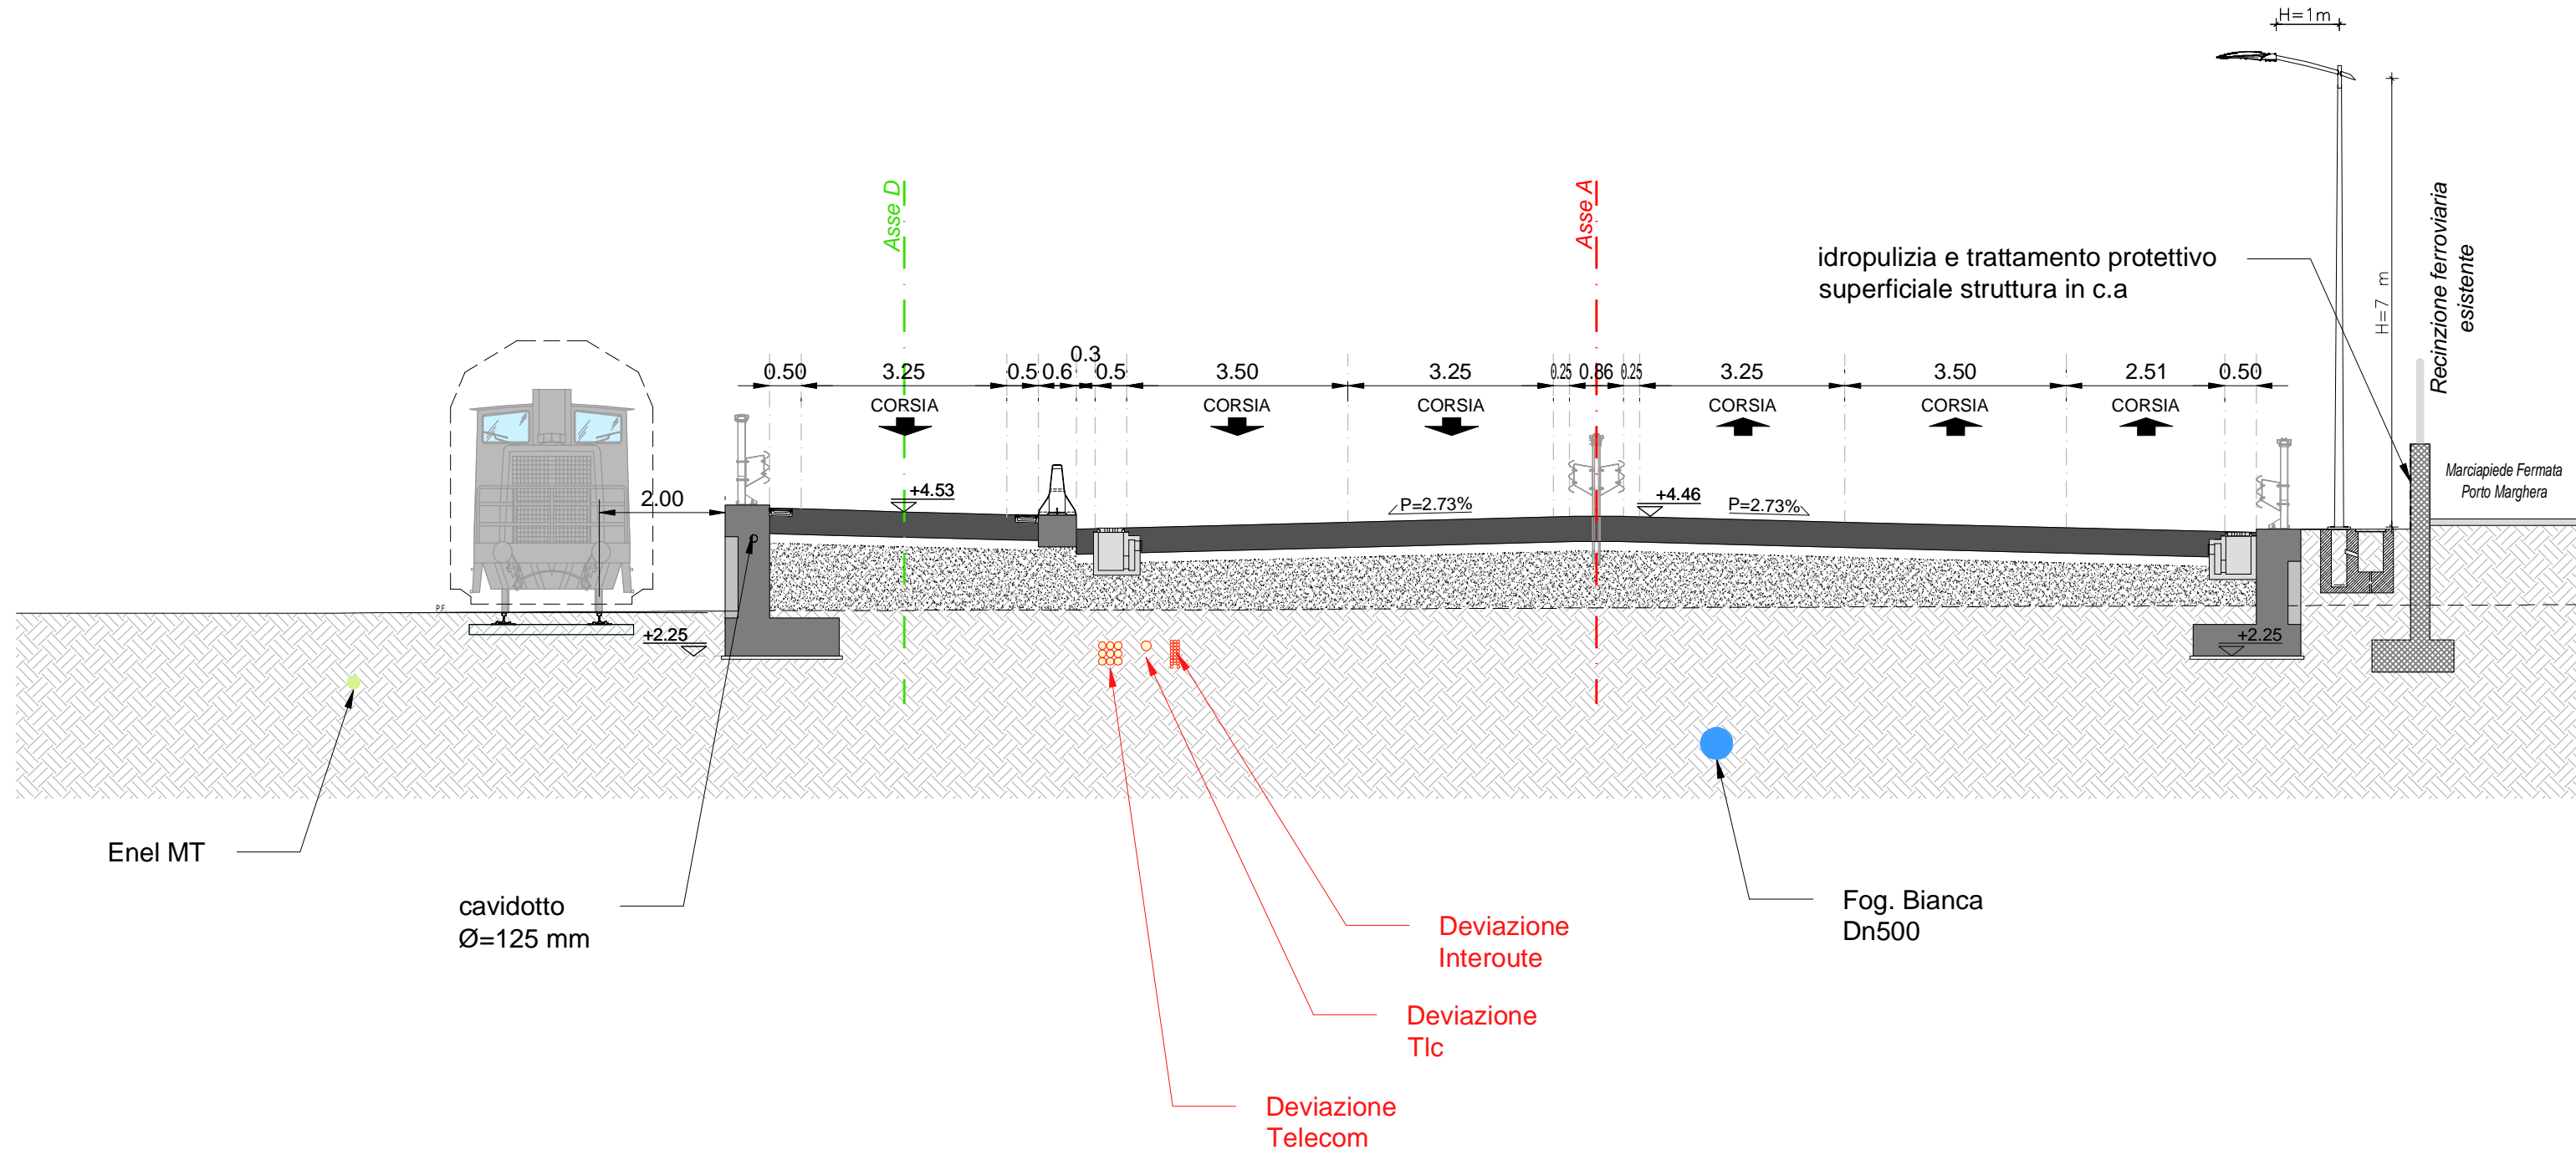 H=1m
Asse D
Asse A
Recinzione ferroviaria
esistente
idropulizia e trattamento protettivo
superficiale struttura in c.a
H=7 m
0.3
0.50 3.25 0.5 0.6 0.5 3.50 3.25 0.25 0.86 0.25 3.25 3.50 2.51 0.50
CORSIA CORSIA CORSIA CORSIA CORSIA CORSIA
Marciapiede Fermata
Porto Marghera
2.00
+4.53
+4.46
P=2.73%
P=2.73%
P.F.
+2.25
+2.25
Enel MT
cavidotto
Ø=125 mm
Fog. Bianca
Dn500
Deviazione
Interoute
Deviazione
Tlc
Deviazione
Telecom